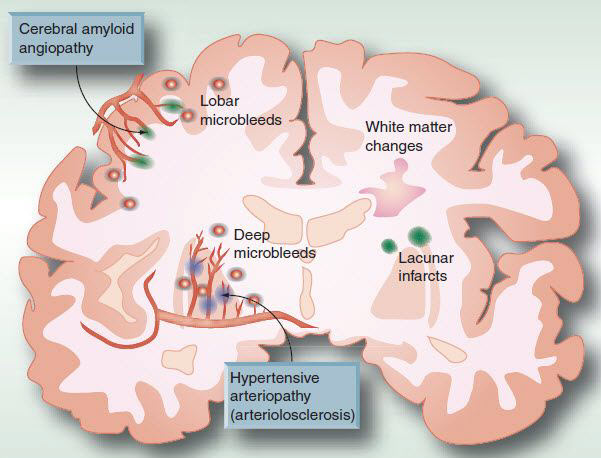 Cerebral amyloid
angiopathy
Lobar
microbleeds
White matter
changes
Deep
microbleeds
Lacunar
infarcts
Hypertensive
arteriopathy
(arteriolosclerosis)